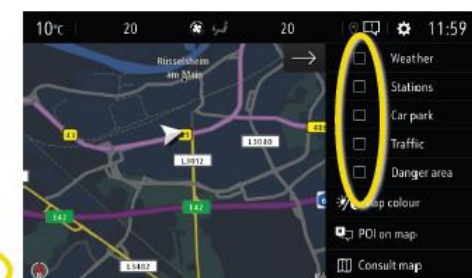 10°C 20 20 11:59
Weather
Rüsselsheim
am Main
Stations
Car park
43
L3040
Traffic
L3012
Danger area
Map colour
E42
E42
POI on map
L3482
Consult map
N